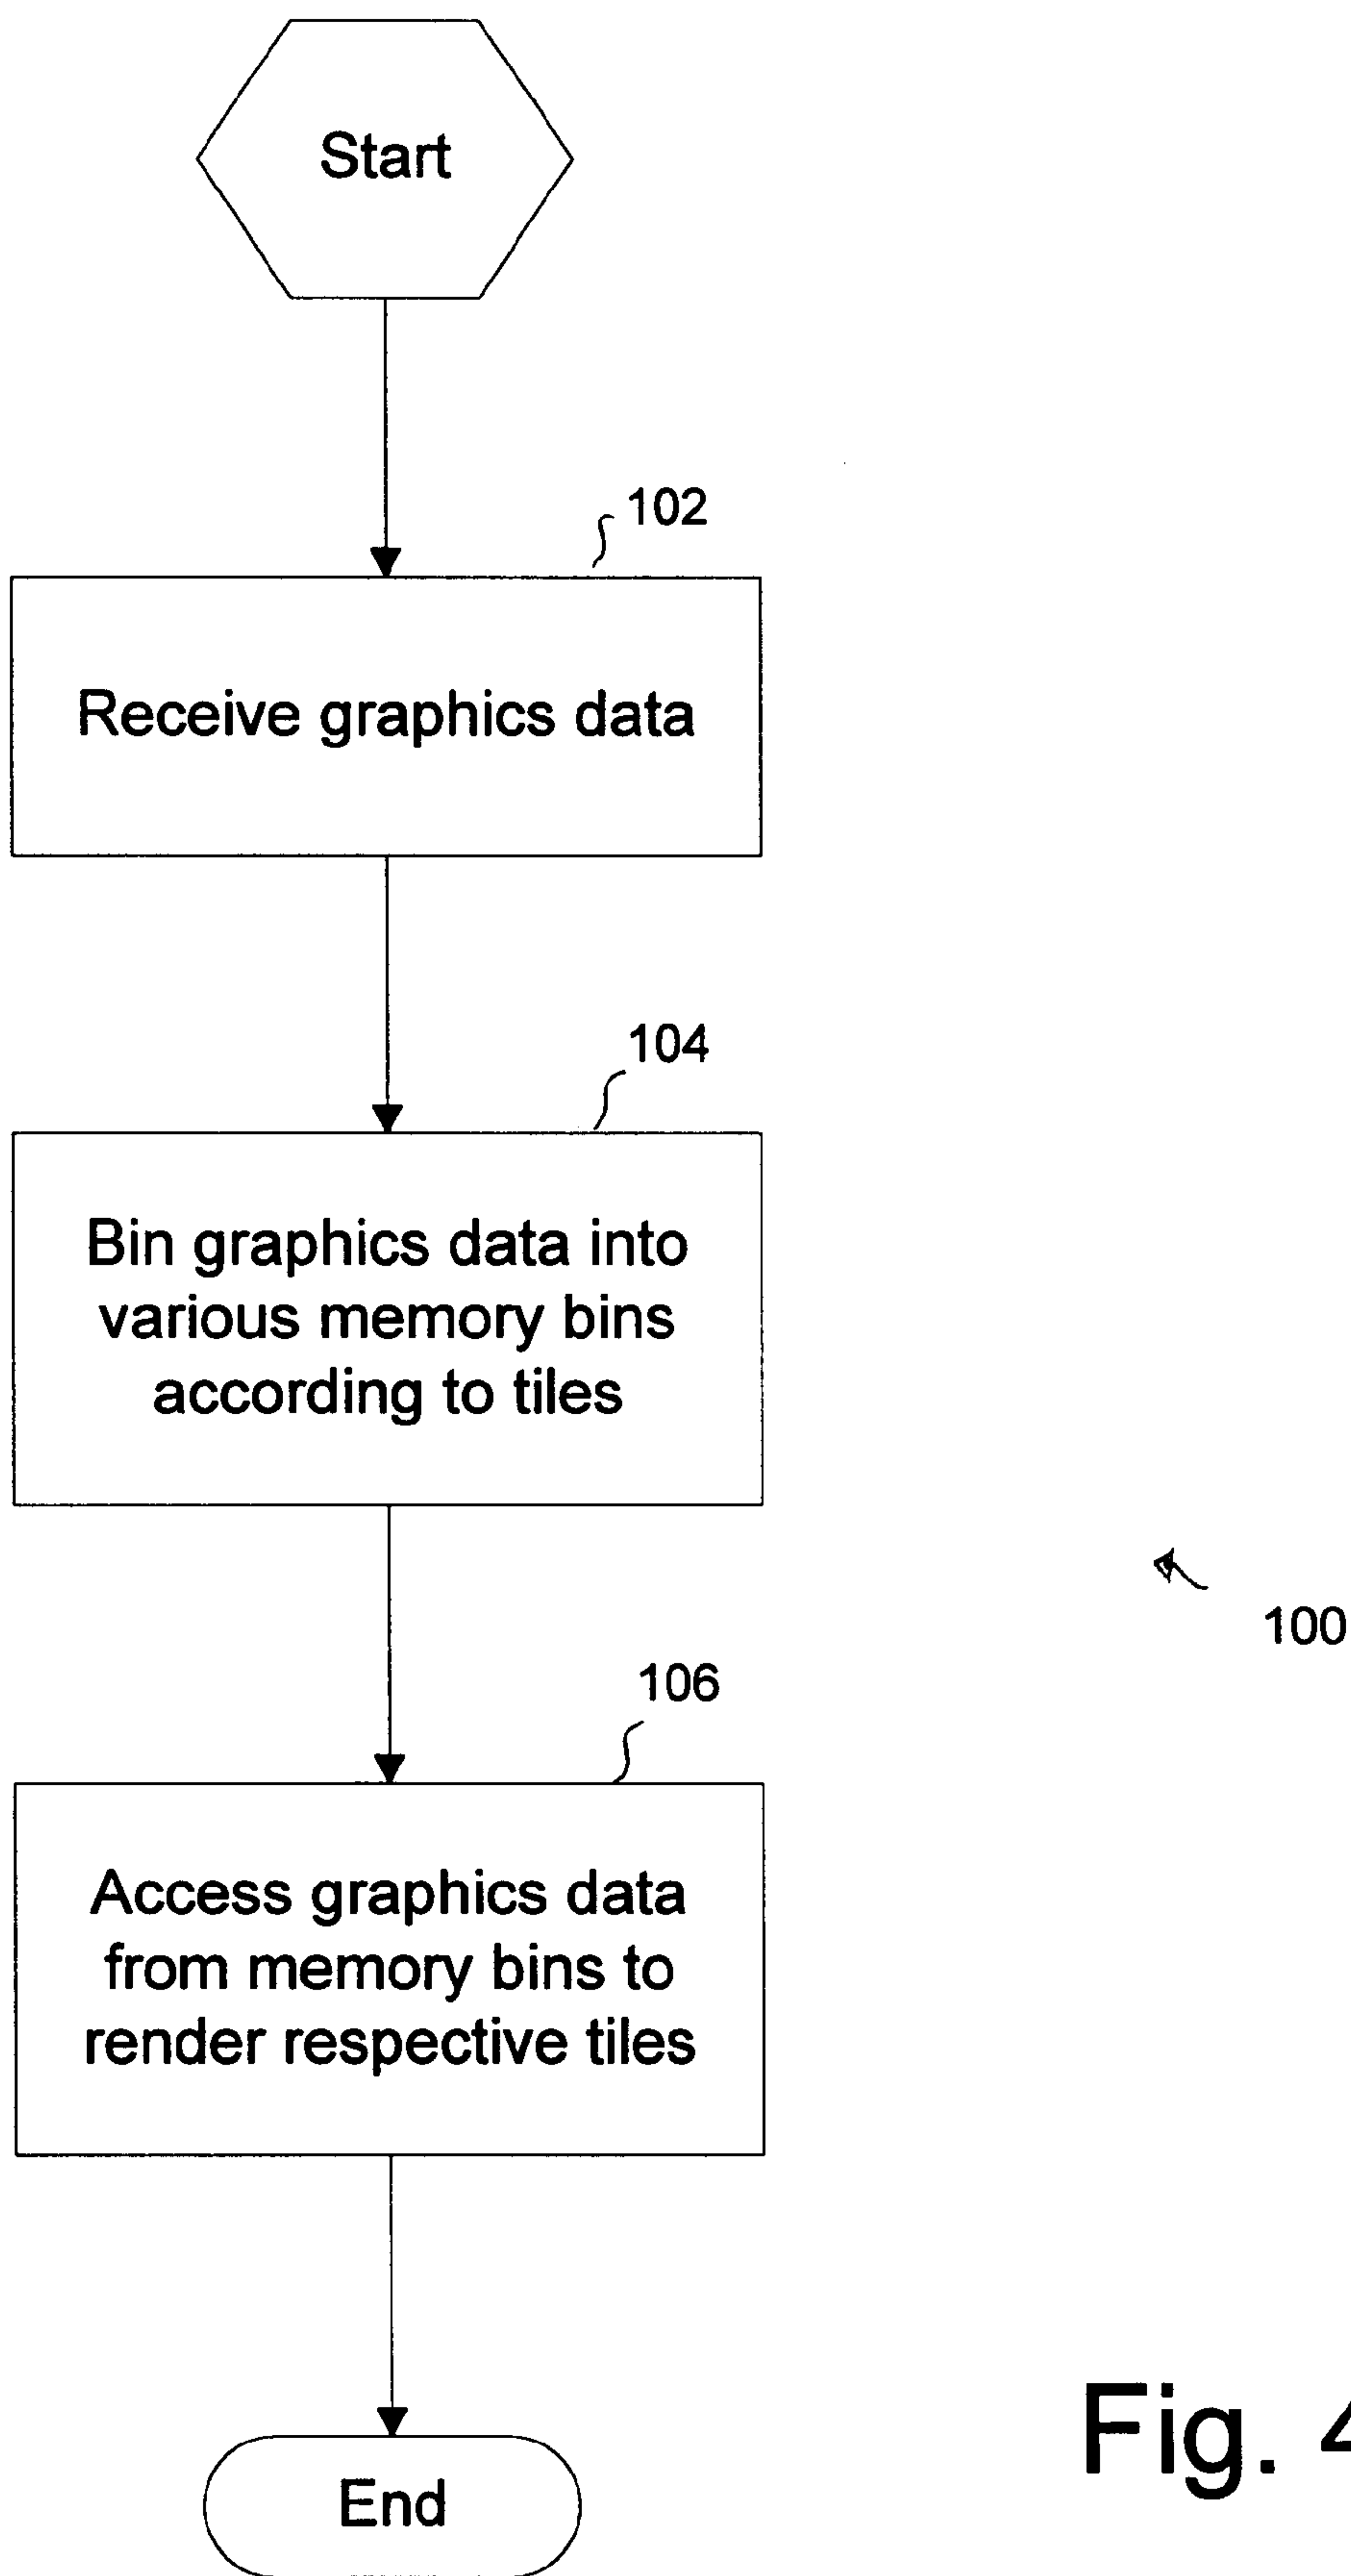 Start
102
Receive graphics data
104
Bin graphics data into
various memory bins
according to tiles
100
106
Access graphics data
from memory bins to
render respective tiles
Fig. 4
End